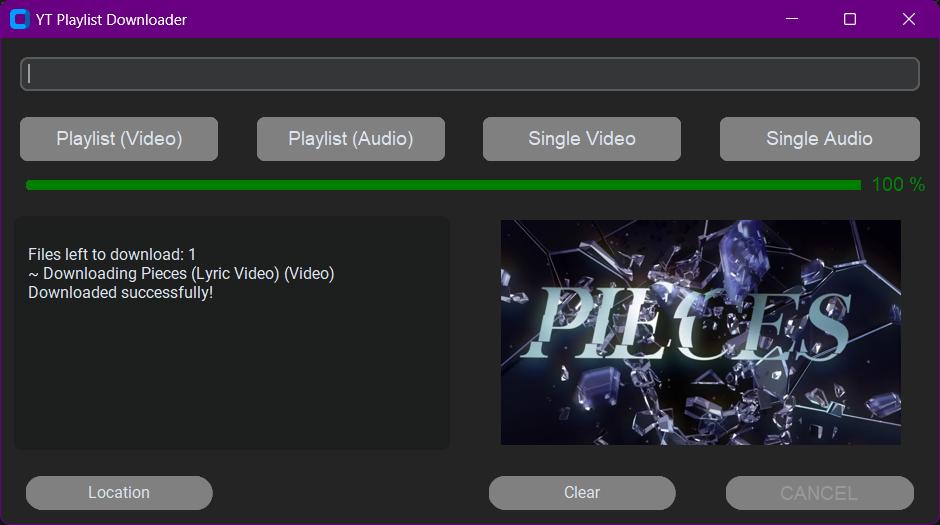 YT Playlist Downloader
Playlist (Video)
Playlist (Audio)
Single Video
Single Audio
100 %
Files left to download: 1
~ Downloading Pieces (Lyric Video) (Video)
Downloaded successfully!
PIECES
Location
Clear
CANCEL